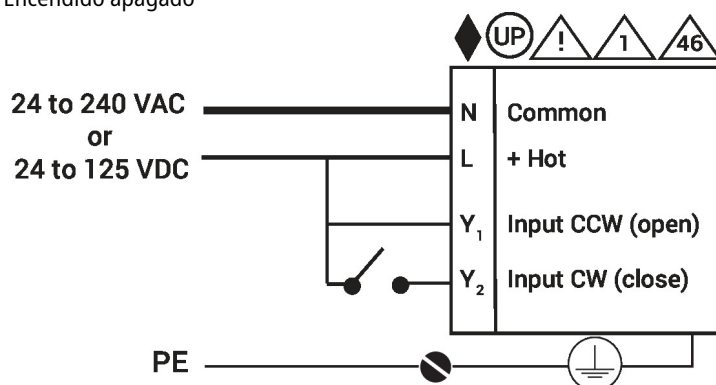 Encendido apagado
UP ! 1 46
24 to 240 VAC
or
24 to 125 VDC
N Common
L + Hot
Y₁ Input CCW (open)
Y₂ Input CW (close)
PE